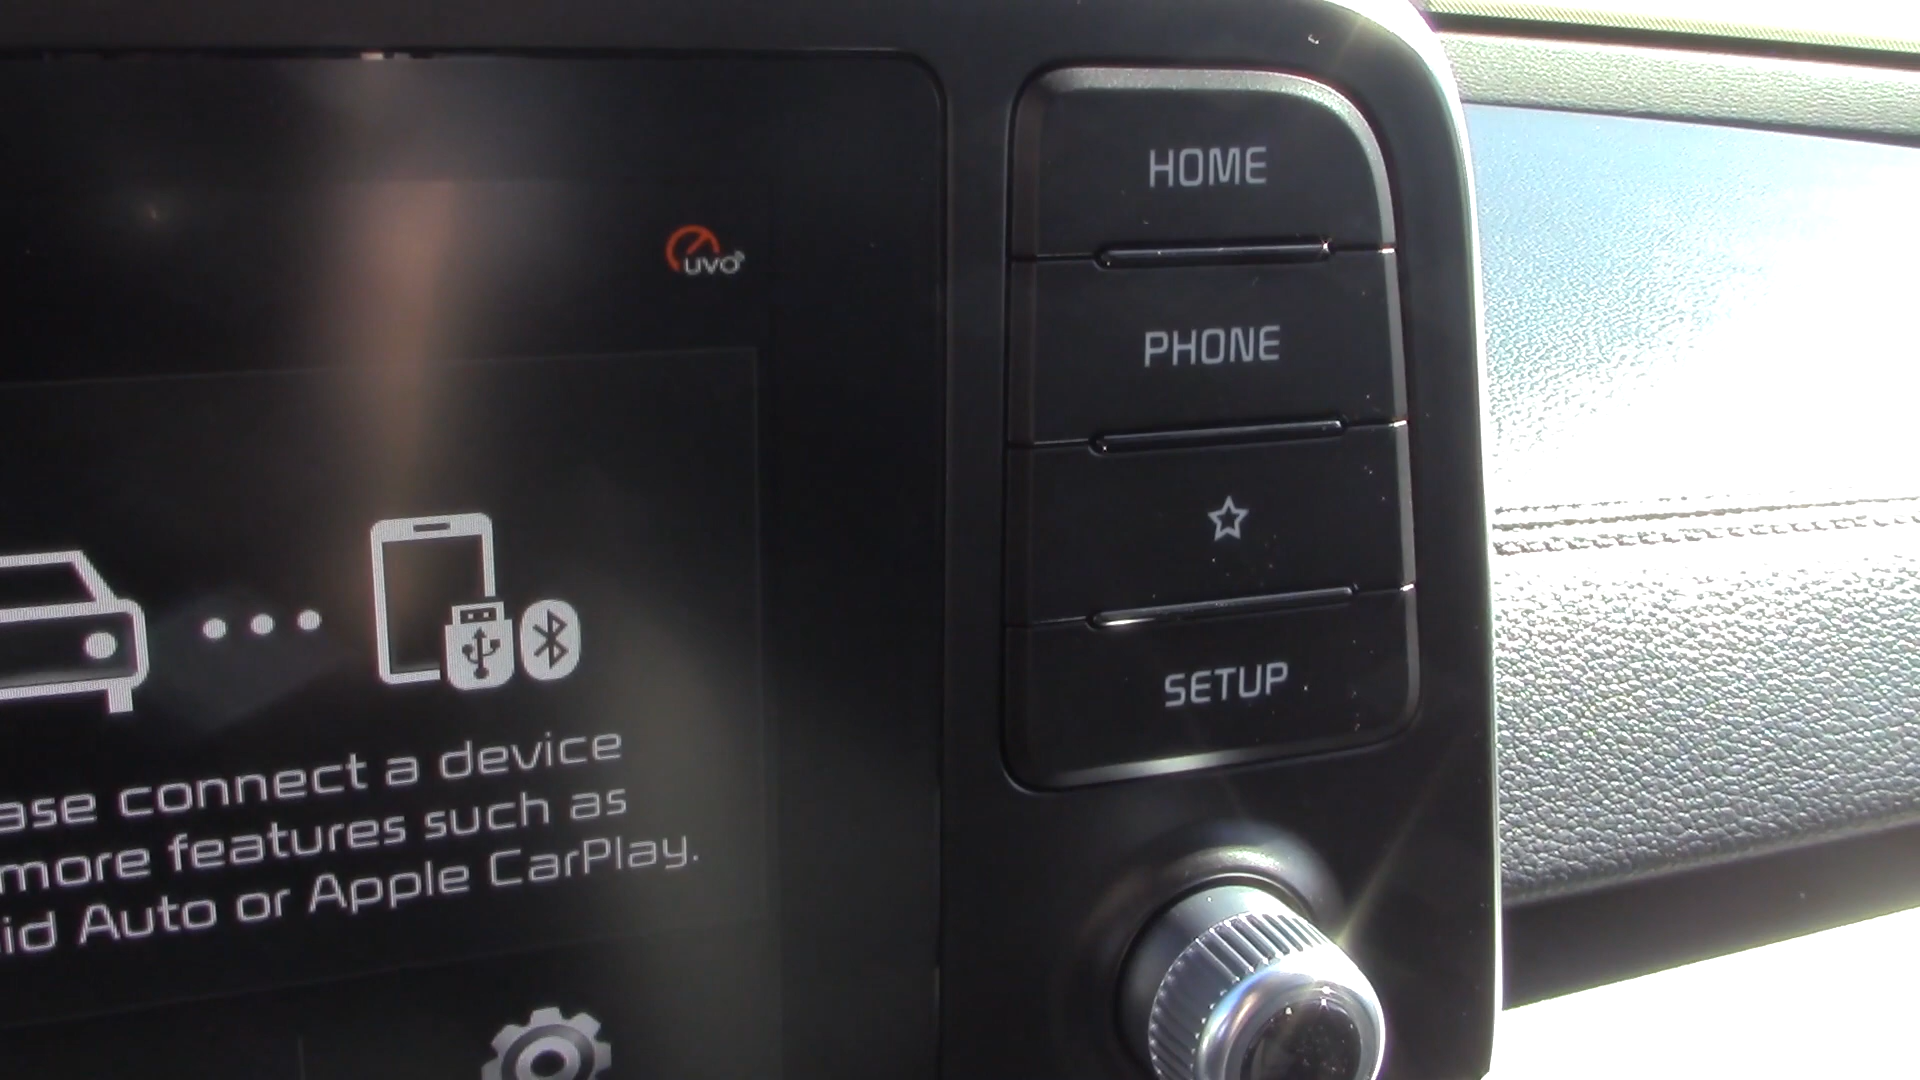 UVO
HOME
PHONE
SETUP
ase connect a device
more features such as
id Auto or Apple CarPlay.